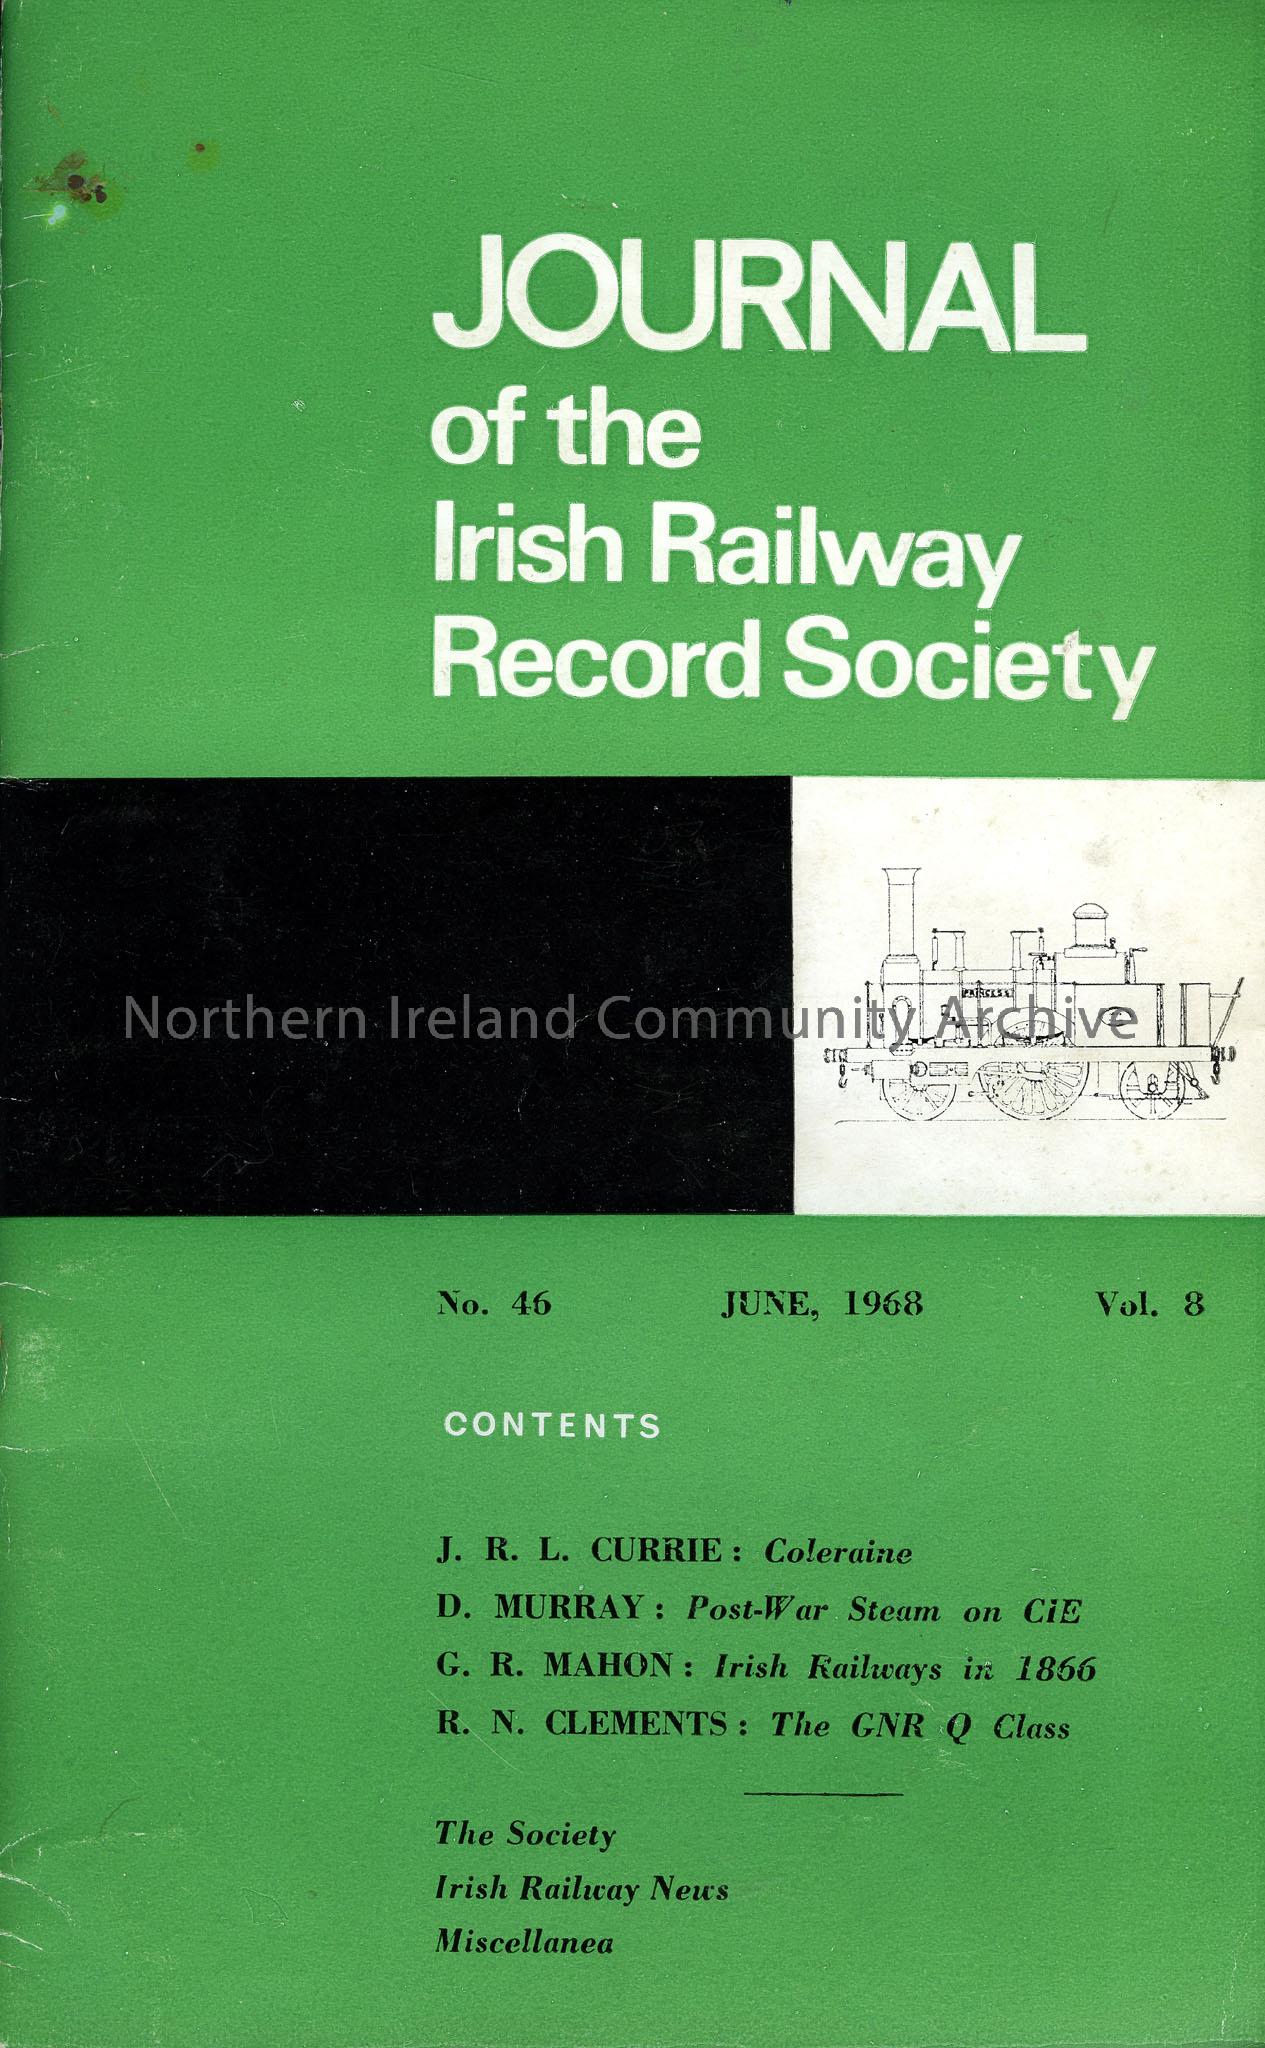 JOURNAL
of the
Irish Railway
Record Society
PRINCESS
Northern Ireland Community Archive
No. 46 JUNE, 1968 Vol. 8
CONTENTS
J. R. L. CURRIE : Coleraine
D. MURRAY : Post-War Steam on CiE
G. R. MAHON : Irish Railways in 1866
R. N. CLEMENTS : The GNR Q Class
The Society
Irish Railway News
Miscellanea